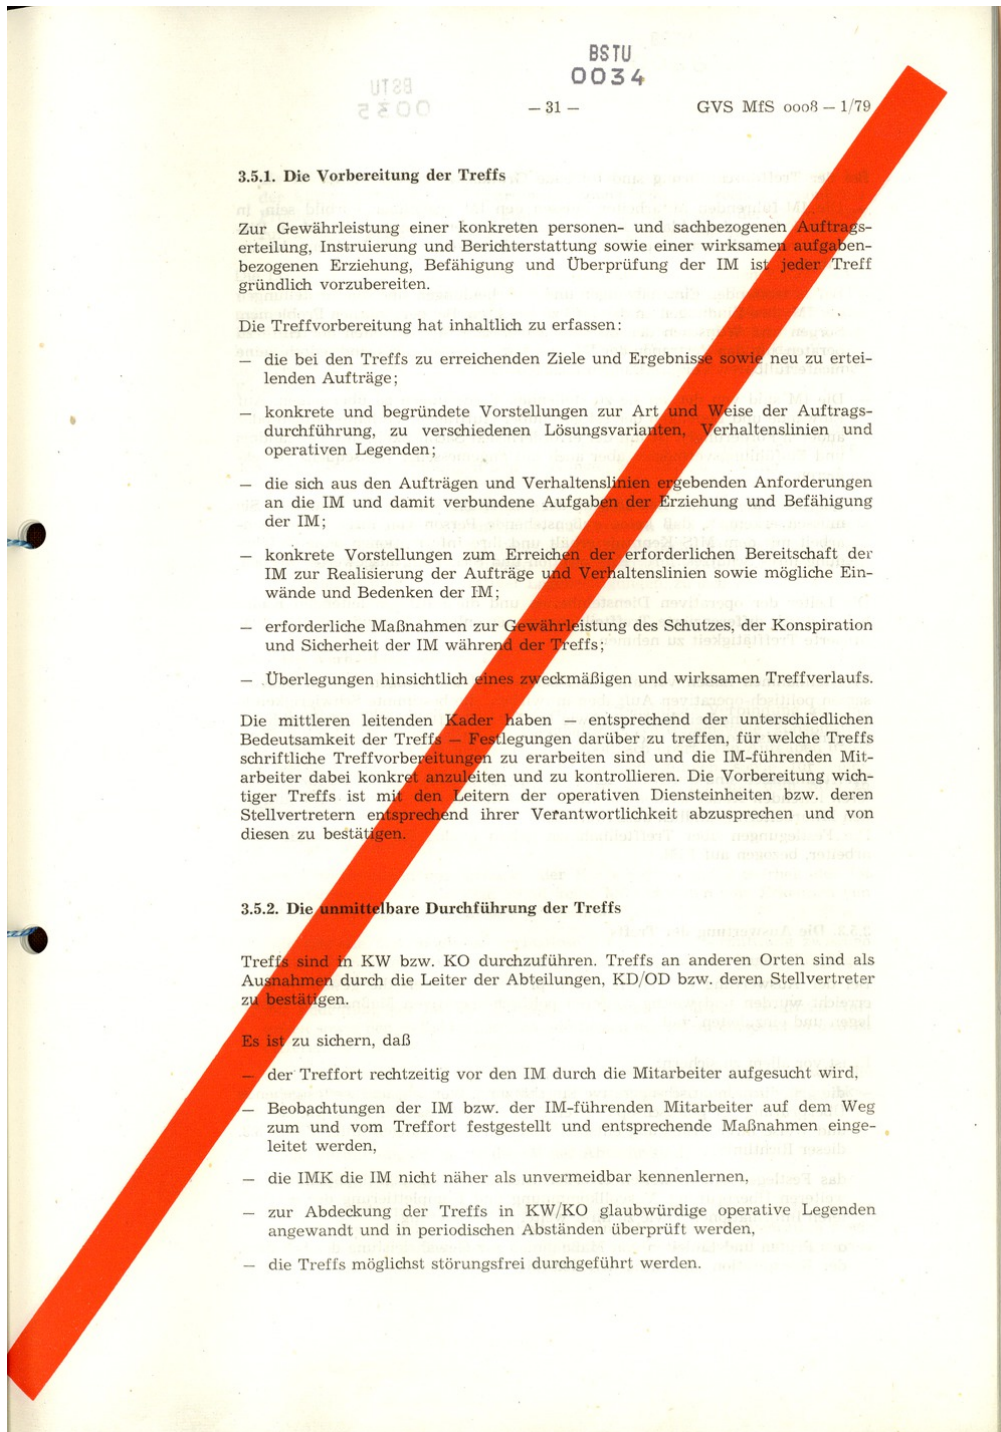 BSTU
0034
— 31 —
GVS MfS 0008 — 1/79
3.5.1. Die Vorbereitung der Treffs
Zur Gewährleistung einer konkreten personen- und sachbezogenen Auftrags-
erteilung, Instruierung und Berichterstattung sowie einer wirksamen aufgaben-
bezogenen Erziehung, Befähigung und Überprüfung der IM ist jeder Treff
gründlich vorzubereiten.
Die Treffvorbereitung hat inhaltlich zu erfassen:
— die bei den Treffs zu erreichenden Ziele und Ergebnisse sowie neu zu ertei-
lenden Aufträge;
— konkrete und begründete Vorstellungen zur Art und Weise der Auftrags-
durchführung, zu verschiedenen Lösungsvarianten, Verhaltenslinien und
operativen Legenden;
— die sich aus den Aufträgen und Verhaltenslinien ergebenden Anforderungen
an die IM und damit verbundene Aufgaben der Erziehung und Befähigung
der IM;
— konkrete Vorstellungen zum Erreichen der erforderlichen Bereitschaft der
IM zur Realisierung der Aufträge und Verhaltenslinien sowie mögliche Ein-
wände und Bedenken der IM;
— erforderliche Maßnahmen zur Gewährleistung des Schutzes, der Konspiration
und Sicherheit der IM während der Treffs;
— Überlegungen hinsichtlich eines zweckmäßigen und wirksamen Treffverlaufs.
Die mittleren leitenden Kader haben — entsprechend der unterschiedlichen
Bedeutsamkeit der Treffs — Festlegungen darüber zu treffen, für welche Treffs
schriftliche Treffvorbereitungen zu erarbeiten sind und die IM-führenden Mit-
arbeiter dabei konkret anzuleiten und zu kontrollieren. Die Vorbereitung wich-
tiger Treffs ist mit den Leitern der operativen Diensteinheiten bzw. deren
Stellvertretern entsprechend ihrer Verantwortlichkeit abzusprechen und von
diesen zu bestätigen.
3.5.2. Die unmittelbare Durchführung der Treffs
Treffs sind in KW bzw. KO durchzuführen. Treffs an anderen Orten sind als
Ausnahmen durch die Leiter der Abteilungen, KD/OD bzw. deren Stellvertreter
zu bestätigen.
Es ist zu sichern, daß
— der Treffort rechtzeitig vor den IM durch die Mitarbeiter aufgesucht wird,
— Beobachtungen der IM bzw. der IM-führenden Mitarbeiter auf dem Weg
zum und vom Treffort festgestellt und entsprechende Maßnahmen einge-
leitet werden,
— die IMK die IM nicht näher als unvermeidbar kennenlernen,
— zur Abdeckung der Treffs in KW/KO glaubwürdige operative Legenden
angewandt und in periodischen Abständen überprüft werden,
— die Treffs möglichst störungsfrei durchgeführt werden.